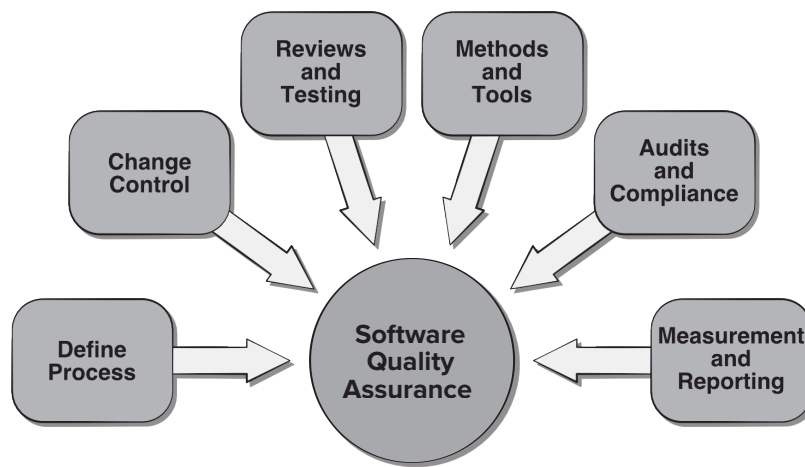 Reviews
and
Testing
Methods
and
Tools
Change
Control
Audits
and
Compliance
Define
Process
Software
Quality
Assurance
Measurement
and
Reporting